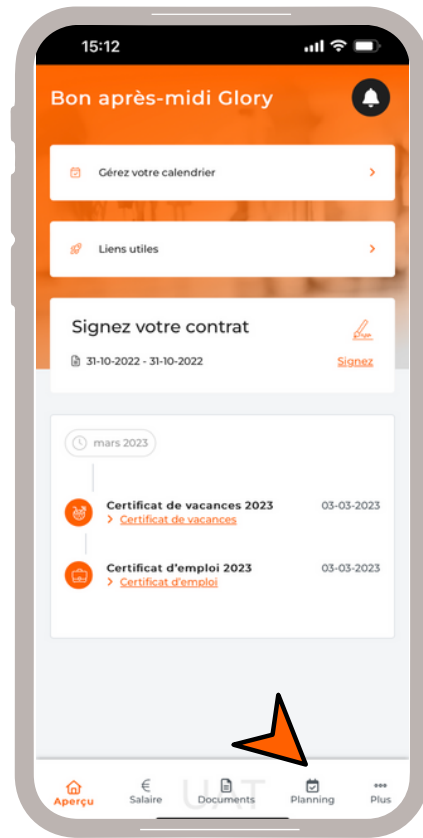 15:12
Bon après-midi Glory
Gérez votre calendrier
Liens utiles
Signez votre contrat
31-10-2022 - 31-10-2022 Signez
mars 2023
Certificat de vacances 2023 03-03-2023
> Certificat de vacances
Certificat d'emploi 2023 03-03-2023
> Certificat d'emploi
UAT
Aperçu Salaire Documents Planning Plus